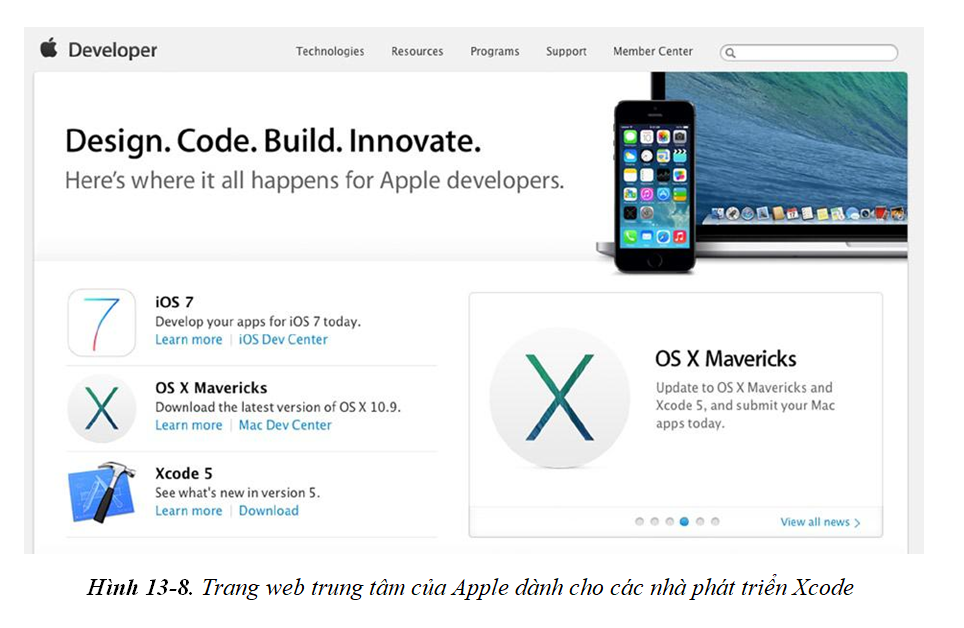 Developer
Technologies Resources Programs Support Member Center
Design. Code. Build. Innovate.
Here's where it all happens for Apple developers.
iOS 7
Develop your apps for iOS 7 today.
Learn more | iOS Dev Center
OS X Mavericks
Download the latest version of OS X 10.9.
Learn more | Mac Dev Center
Xcode 5
See what's new in version 5.
Learn more | Download
OS X Mavericks
Update to OS X Mavericks and
Xcode 5, and submit your Mac
apps today.
View all news >
Hình 13-8. Trang web trung tâm của Apple dành cho các nhà phát triển Xcode